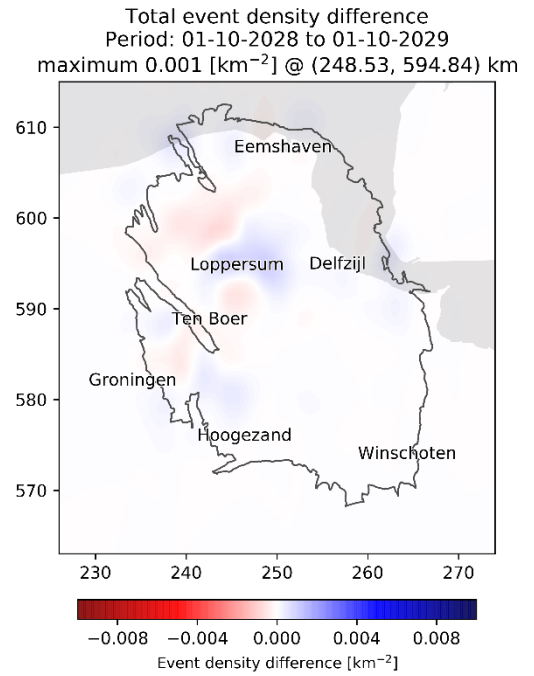 Total event density difference
Period: 01-10-2028 to 01-10-2029
maximum 0.001 [km⁻²] @ (248.53, 594.84) km
610
Eemshaven
600
Loppersum
Delfzijl
590
Ten Boer
Groningen
580
Hoogezand
Winschoten
570
230 240 250 260 270
−0.008 −0.004 0.000 0.004 0.008
Event density difference [km⁻²]